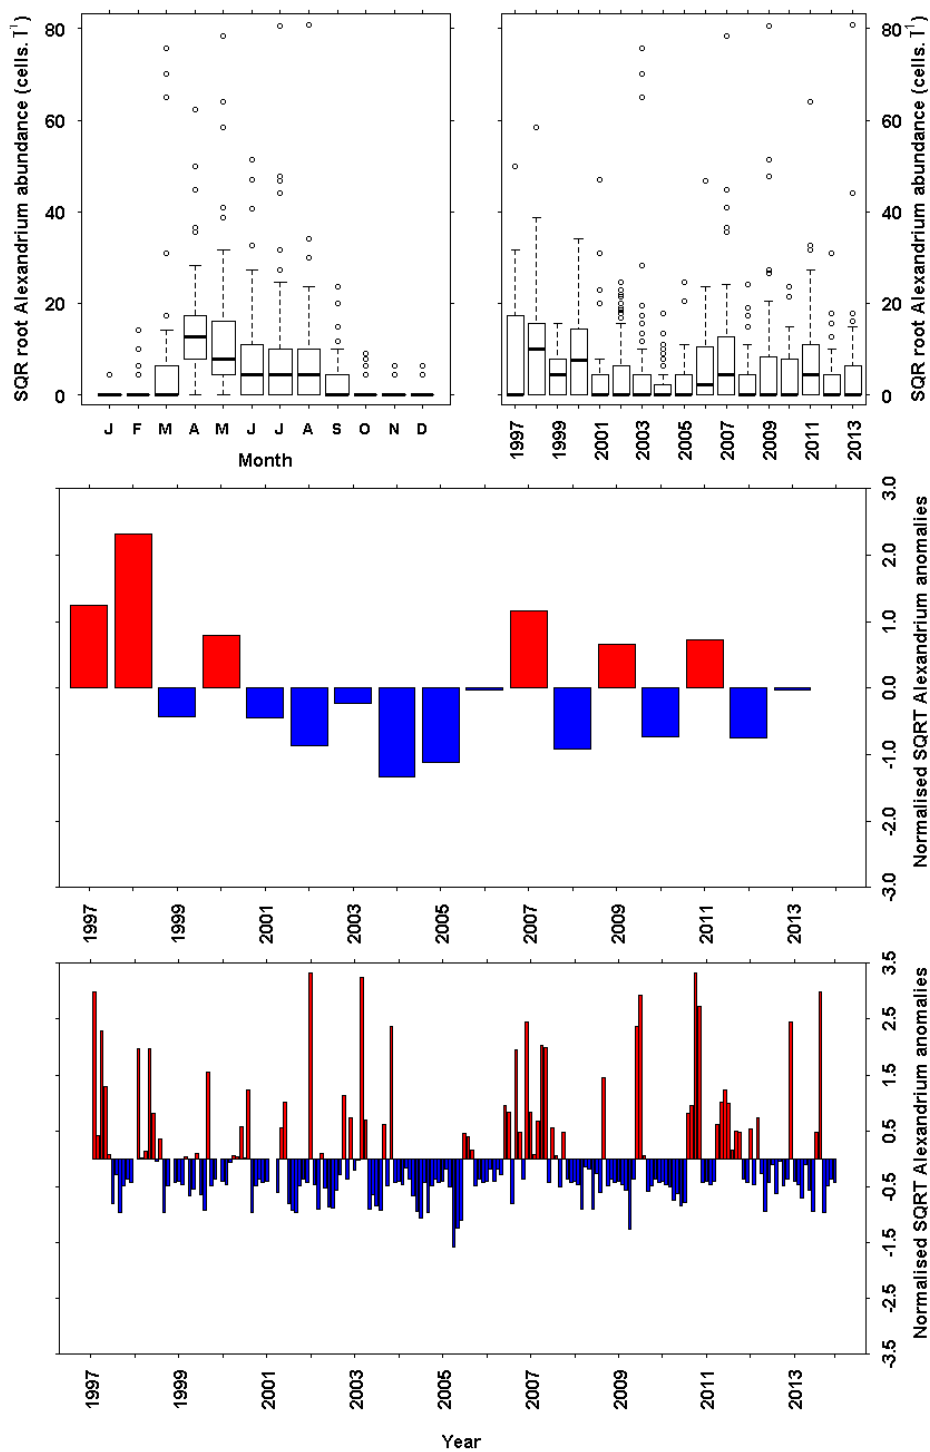 SQR root Alexandrium abundance (cells. l⁻¹)
80
60
40
20
0
J F M A M J J A S O N D
Month
80
60
40
20
0
SQR root Alexandrium abundance (cells. l⁻¹)
1997 1999 2001 2003 2005 2007 2009 2011 2013
3.0
2.0
1.0
0.0
-1.0
-2.0
-3.0
Normalised SQRT Alexandrium anomalies
1997 1999 2001 2003 2005 2007 2009 2011 2013
3.5
2.5
1.5
0.5
-0.5
-1.5
-2.5
-3.5
Normalised SQRT Alexandrium anomalies
1997 1999 2001 2003 2005 2007 2009 2011 2013
Year